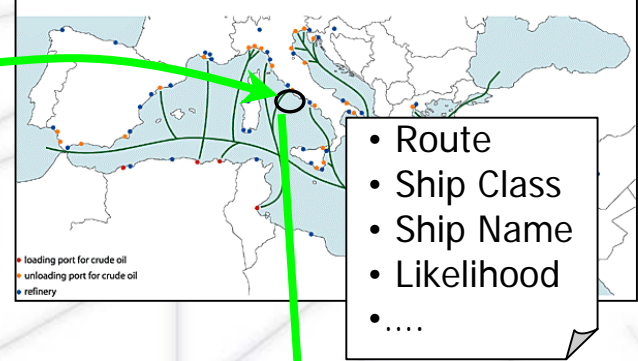 • Route
• Ship Class
• Ship Name
• Likelihood
•....
• loading port for crude oil
• unloading port for crude oil
• refinery